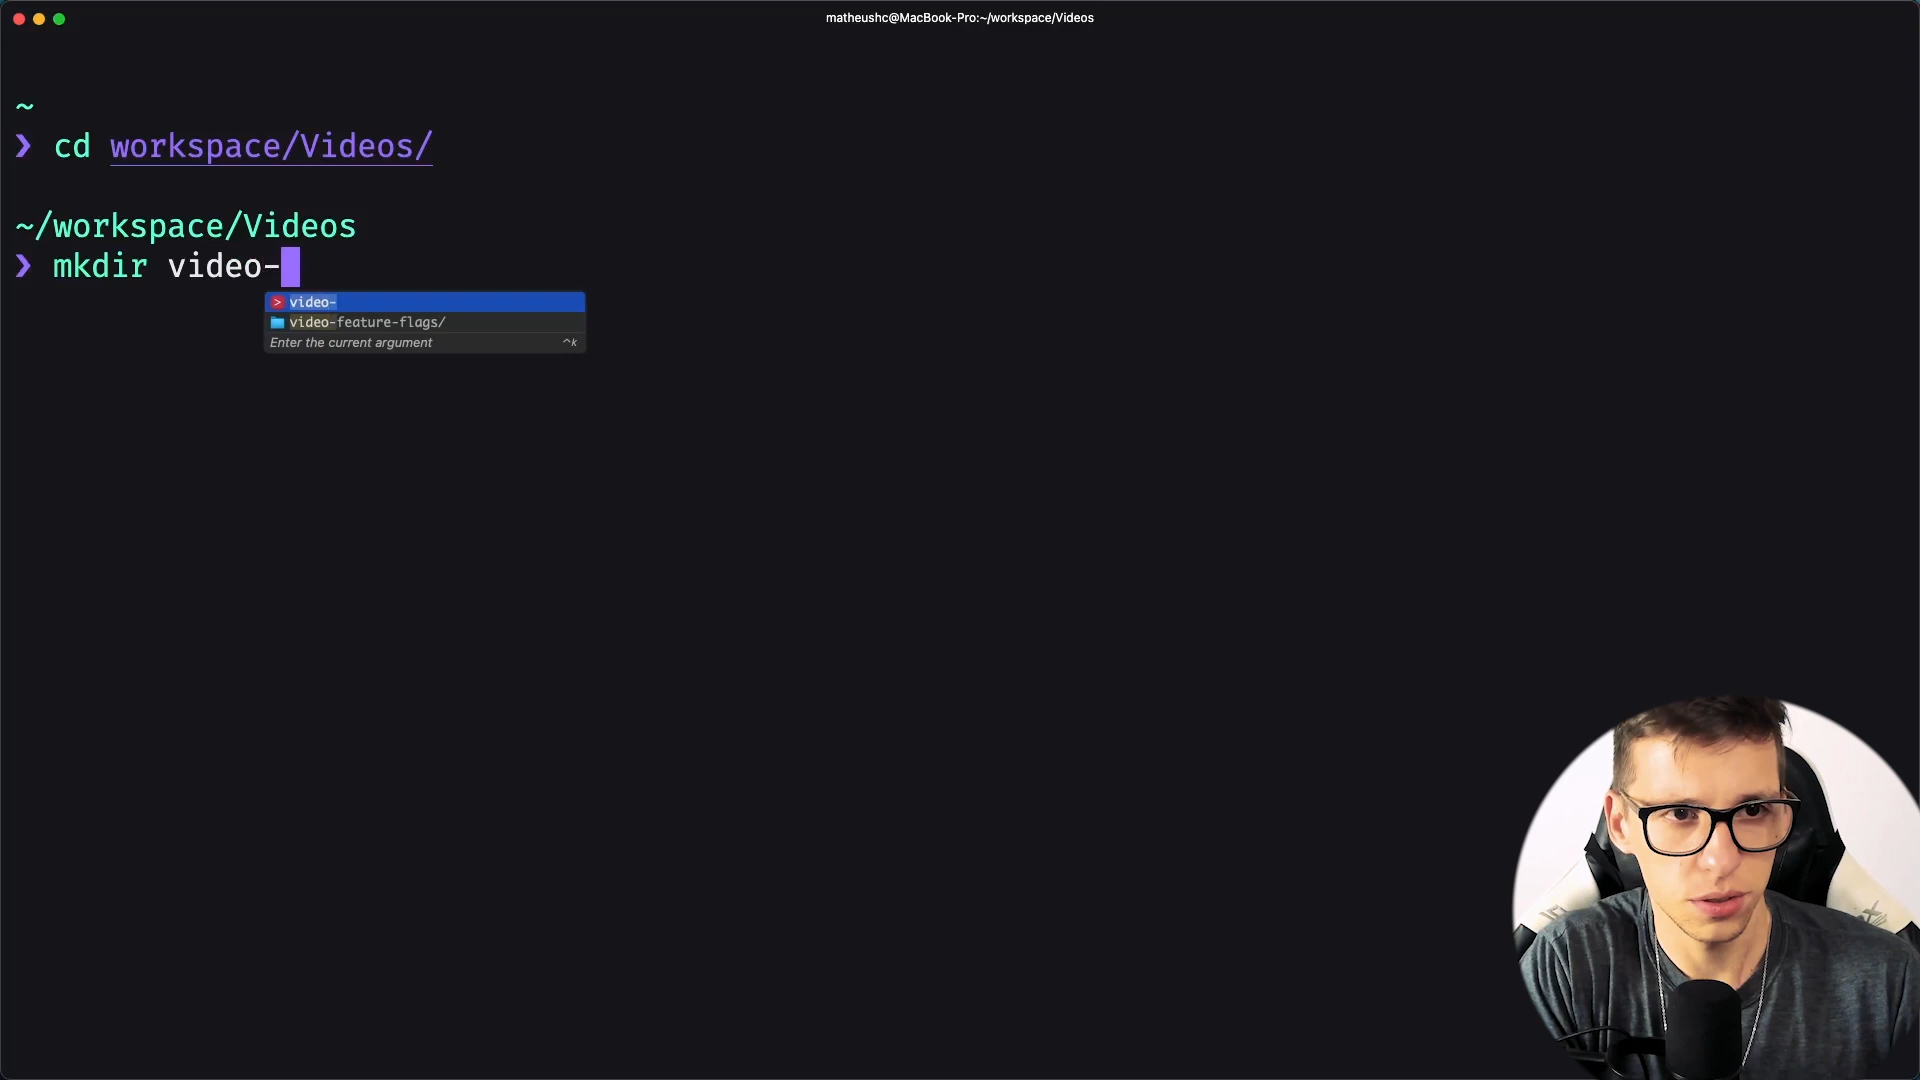 matheushc@MacBook-Pro:~/workspace/Videos
~
❯ cd workspace/Videos/
~/workspace/Videos
❯ mkdir video-
> video-
video-feature-flags/
Enter the current argument ^k